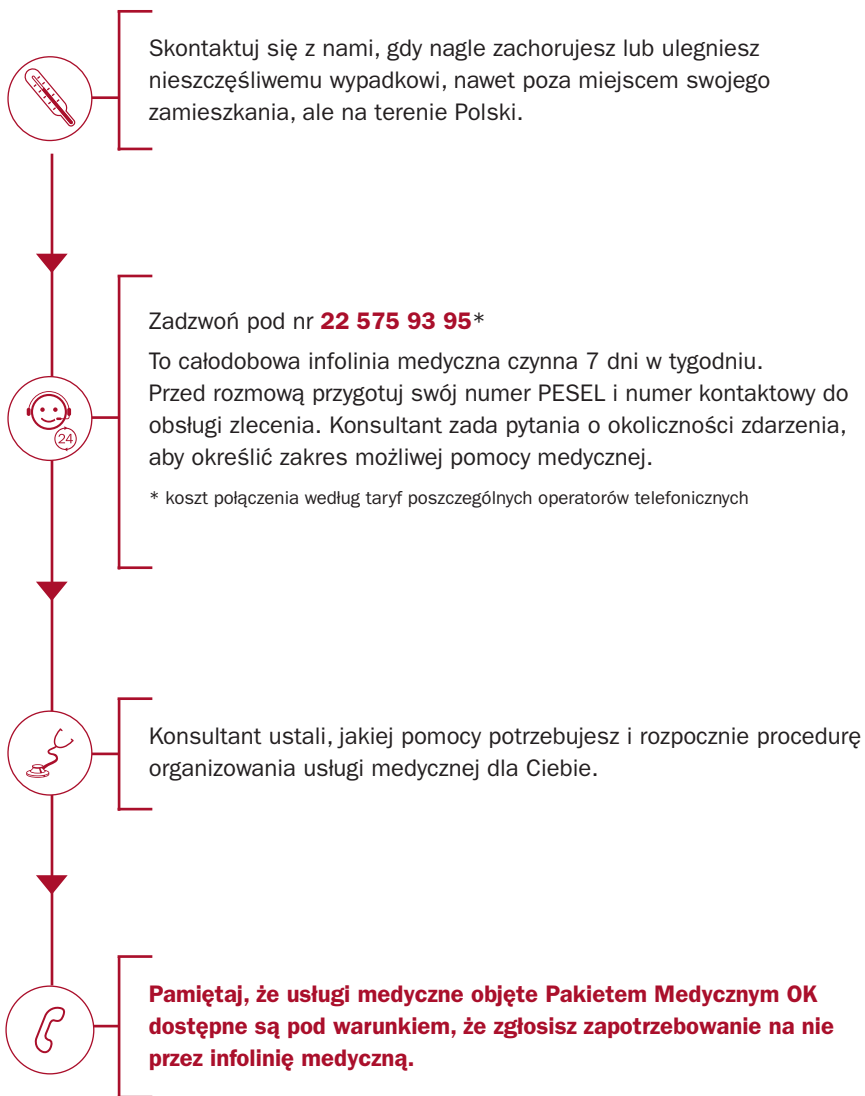 Skontaktuj się z nami, gdy nagle zachorujesz lub ulegniesz
nieszczęśliwemu wypadkowi, nawet poza miejscem swojego
zamieszkania, ale na terenie Polski.
Zadzwoń pod nr 22 575 93 95*
To całodobowa infolinia medyczna czynna 7 dni w tygodniu.
Przed rozmową przygotuj swój numer PESEL i numer kontaktowy do
obsługi zlecenia. Konsultant zada pytania o okoliczności zdarzenia,
aby określić zakres możliwej pomocy medycznej.
24
* koszt połączenia według taryf poszczególnych operatorów telefonicznych
Konsultant ustali, jakiej pomocy potrzebujesz i rozpocznie procedurę
organizowania usługi medycznej dla Ciebie.
Pamiętaj, że usługi medyczne objęte Pakietem Medycznym OK
dostępne są pod warunkiem, że zgłosisz zapotrzebowanie na nie
przez infolinię medyczną.